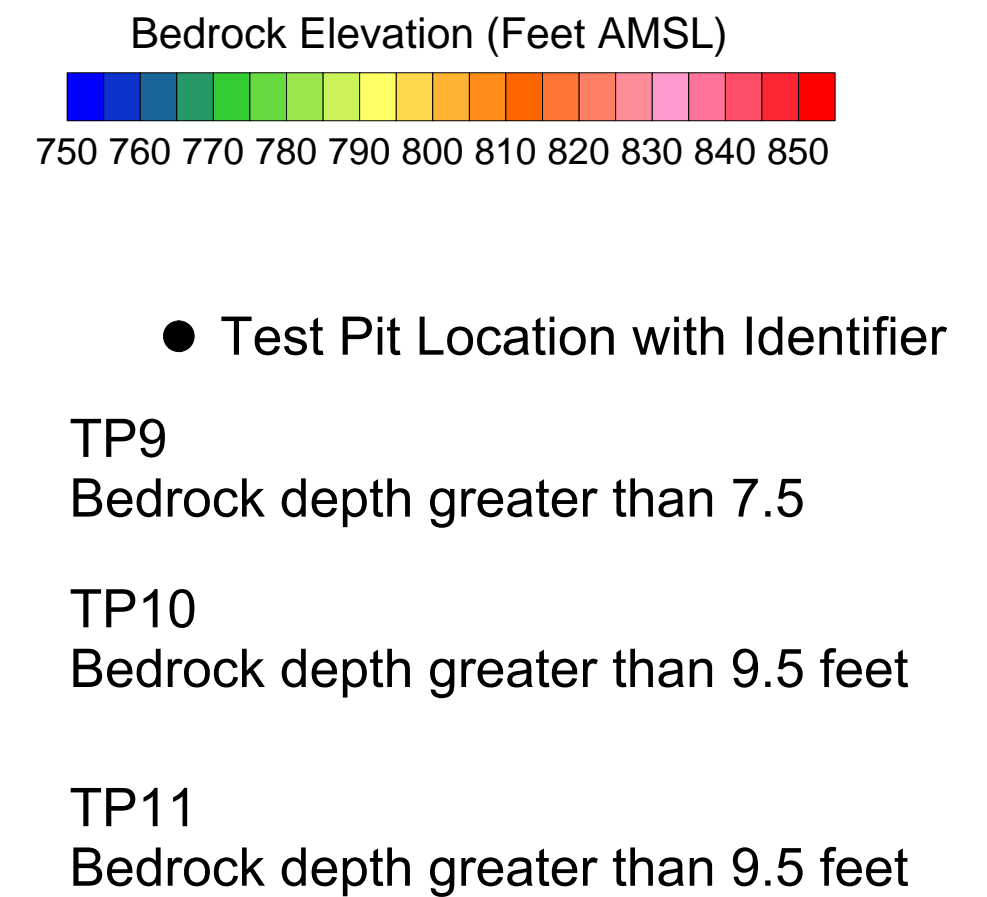 Bedrock Elevation (Feet AMSL)
750 760 770 780 790 800 810 820 830 840 850
Test Pit Location with Identifier
TP9
Bedrock depth greater than 7.5
TP10
Bedrock depth greater than 9.5 feet
TP11
Bedrock depth greater than 9.5 feet